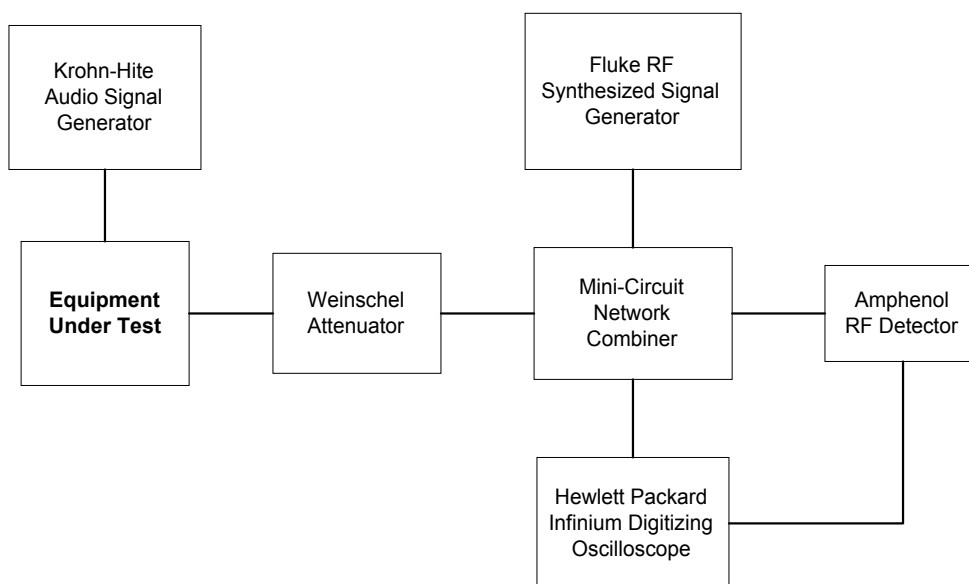 Krohn-Hite
Audio Signal
Generator
Fluke RF
Synthesized Signal
Generator
Equipment
Under Test
Weinschel
Attenuator
Mini-Circuit
Network
Combiner
Amphenol
RF Detector
Hewlett Packard
Infinium Digitizing
Oscilloscope